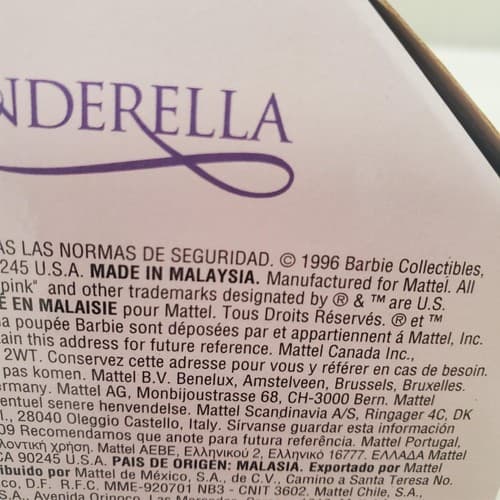 NDERELLA
AS LAS NORMAS DE SEGURIDAD. © 1996 Barbie Collectibles,
245 U.S.A. MADE IN MALAYSIA. Manufactured for Mattel. All
pink" and other trademarks designated by ® & ™ are U.S.
É EN MALAISIE pour Mattel. Tous Droits Réservés. ® et ™
a poupée Barbie sont déposées par et appartiennent á Mattel, Inc.
ain this address for future reference. Mattel Canada Inc.,
2WT. Conservez cette adresse pour vous y référer en cas de besoin.
pas komen. Mattel B.V. Benelux, Amstelveen, Brussels, Bruxelles.
ermany. Mattel AG, Monbijoustrasse 68, CH-3000 Bern. Mattel
entuel senere henvendelse. Mattel Scandinavia A/S, Ringager 4C, DK
l., 28040 Oleggio Castello, Italy. Sírvanse guardar esta información
09 Recomendamos que anote para futura referência. Mattel Portugal,
λοντική χρήση. Mattel AEBE, Ελληνικού 2, Ελληνικό 16777. ΕΛΛΑΔΑ Mattel
CA 90245 U.S.A. PAIS DE ORIGEN: MALASIA. Exportado por Mattel
ribuido por Mattel de México, S.A., de C.V., Camino a Santa Teresa No.
D.F. R.F.C. MME-920701 NB3 - CNIT 3602. Mattel Chile, S.A.,
S.A., Avenida Orinoco,